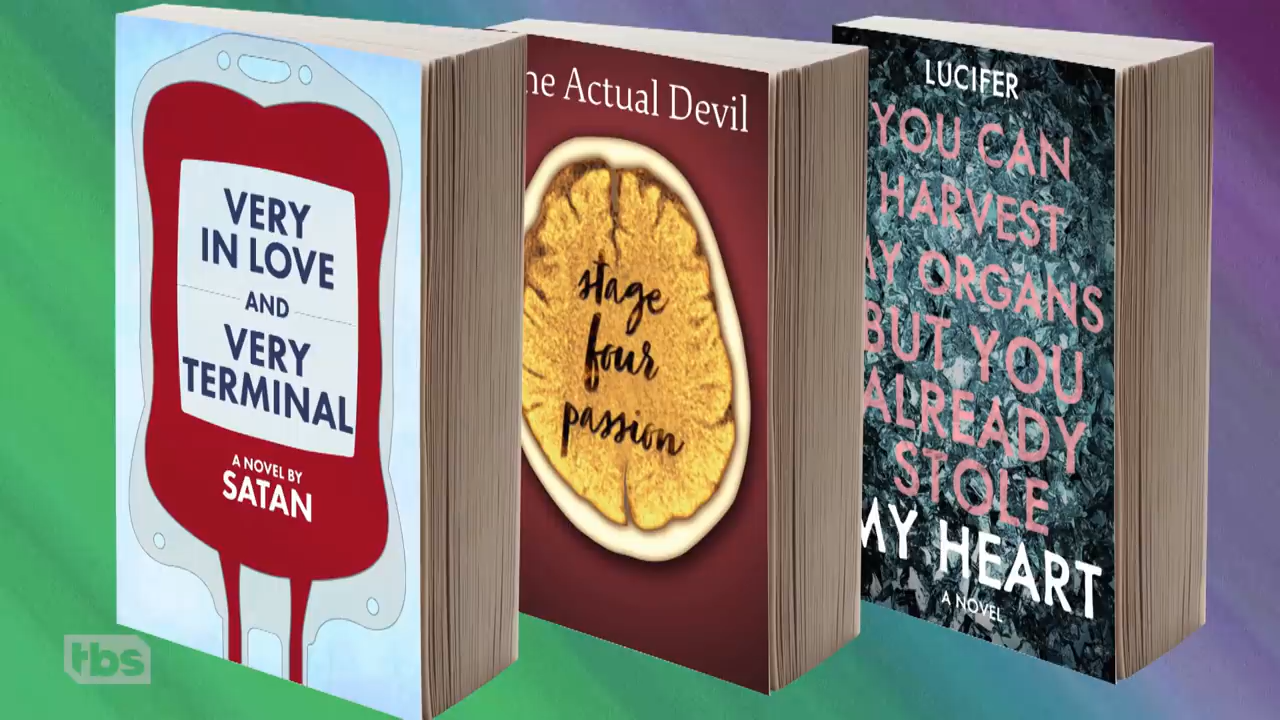 VERY
IN LOVE
AND
VERY
TERMINAL
A NOVEL BY
SATAN
he Actual Devil
stage
four
passion
LUCIFER
YOU CAN
HARVEST
MY ORGANS
BUT YOU
ALREADY
STOLE
MY HEART
A NOVEL
tbs